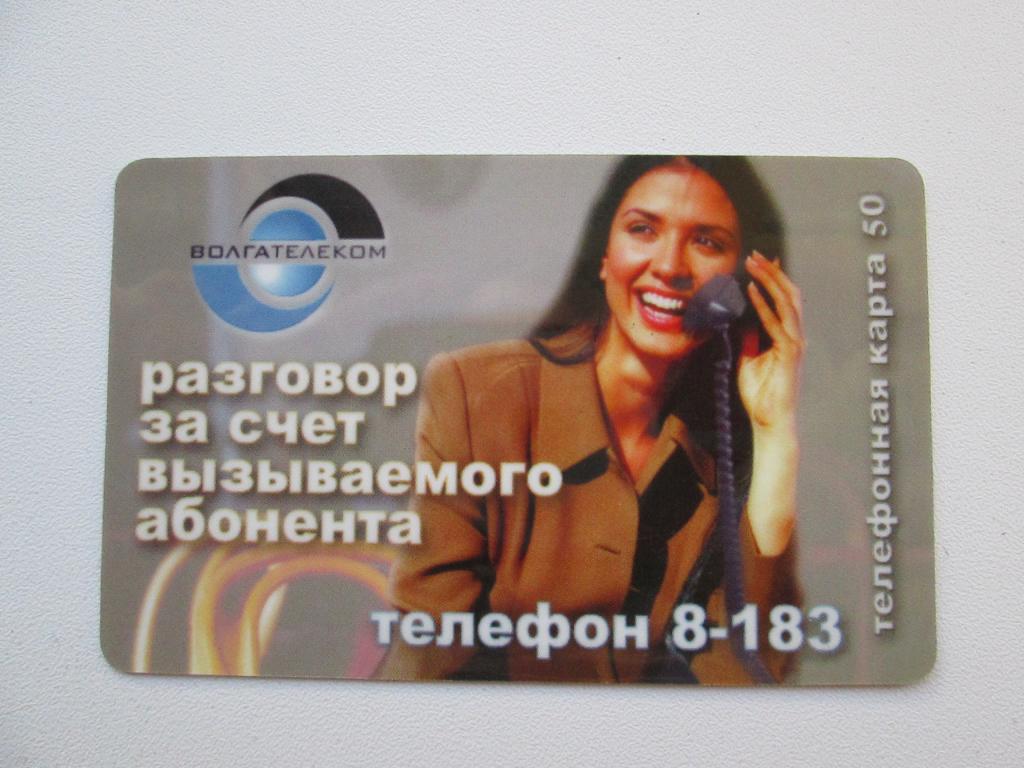 ВОЛГАТЕЛЕКОМ
разговор
за счет
вызываемого
абонента
телефон 8-183
телефонная карта 50